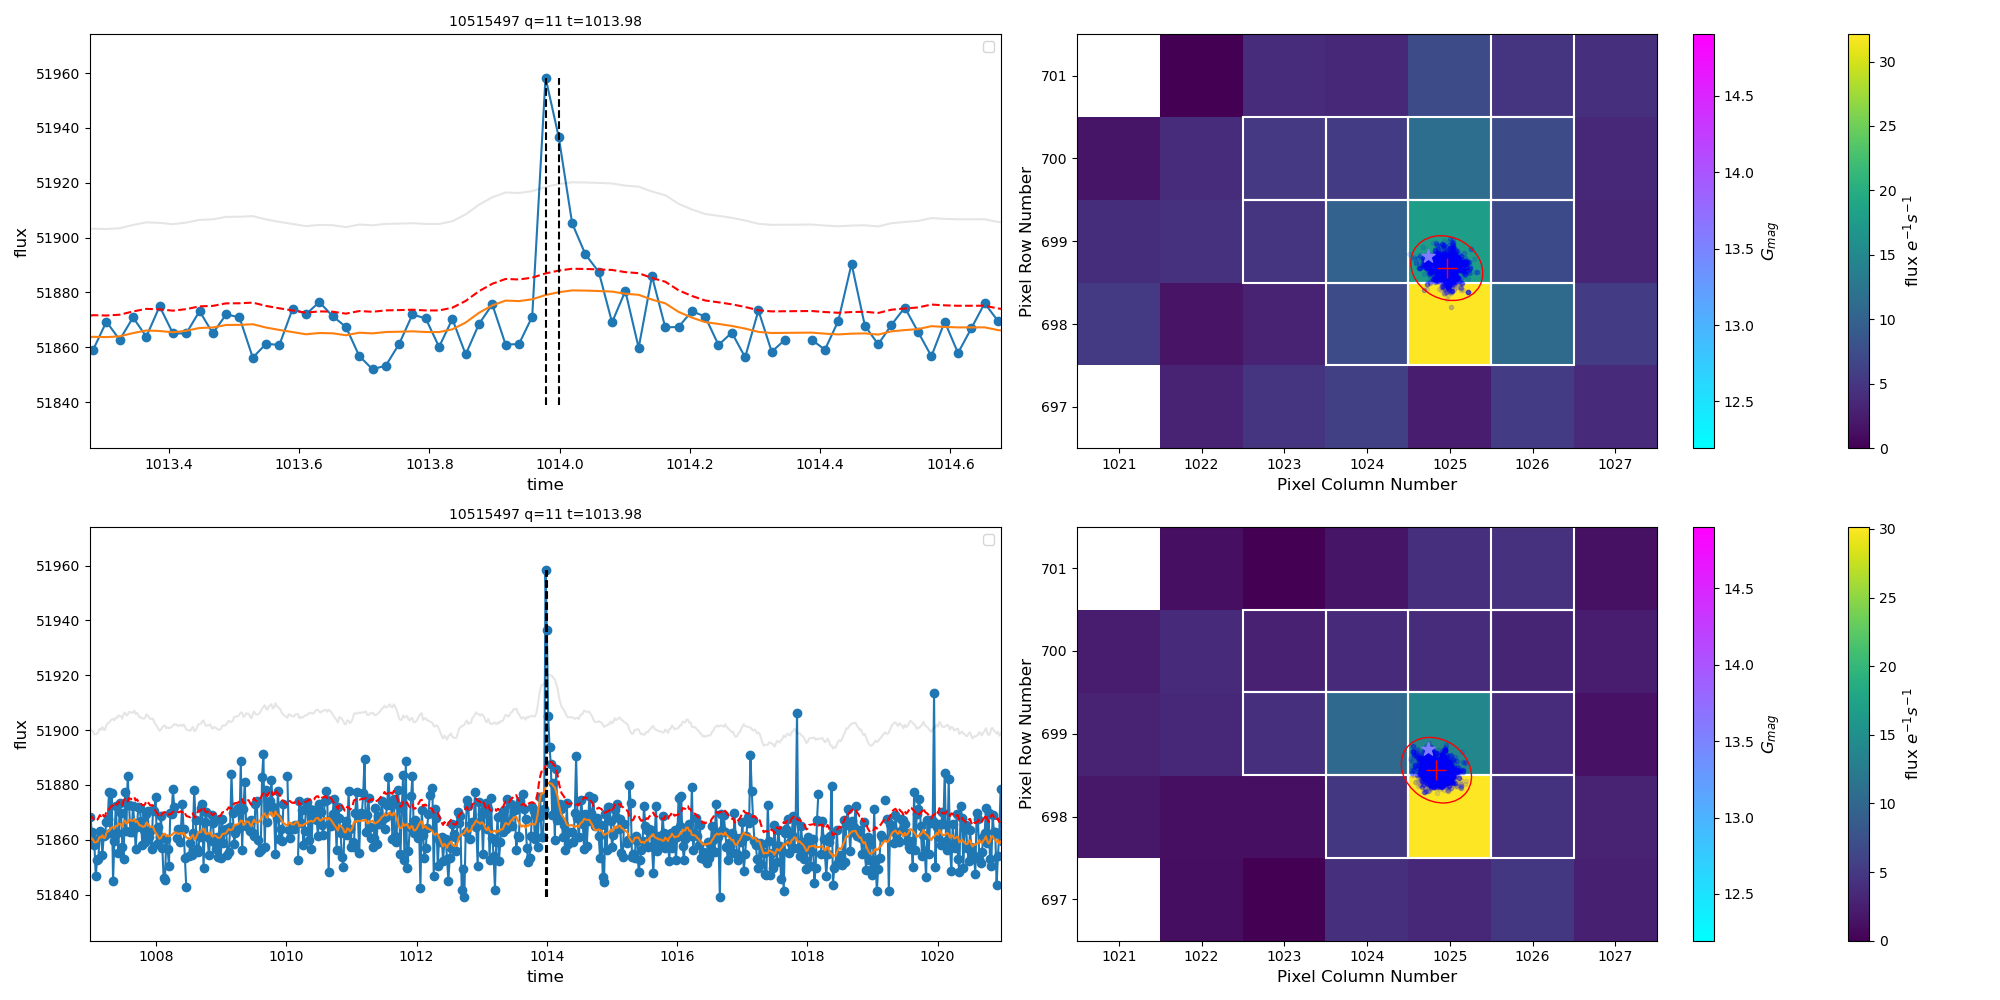 10515497 q=11 t=1013.98
51960
51940
51920
51900
51880
51860
51840
flux
1013.4 1013.6 1013.8 1014.0 1014.2 1014.4 1014.6
time
701
700
699
698
697
Pixel Row Number
1021 1022 1023 1024 1025 1026 1027
Pixel Column Number
14.5
14.0
13.5
13.0
12.5
G_mag
30
25
20
15
10
5
0
flux e⁻¹s⁻¹
10515497 q=11 t=1013.98
51960
51940
51920
51900
51880
51860
51840
flux
1008 1010 1012 1014 1016 1018 1020
time
701
700
699
698
697
Pixel Row Number
1021 1022 1023 1024 1025 1026 1027
Pixel Column Number
14.5
14.0
13.5
13.0
12.5
G_mag
30
25
20
15
10
5
0
flux e⁻¹s⁻¹